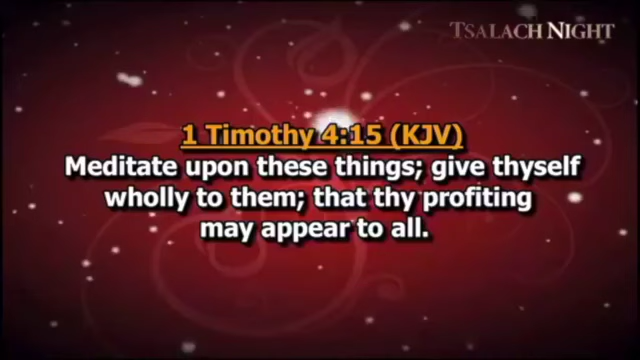 TSALACH NIGHT
1 Timothy 4:15 (KJV)
Meditate upon these things; give thyself
wholly to them; that thy profiting
may appear to all.